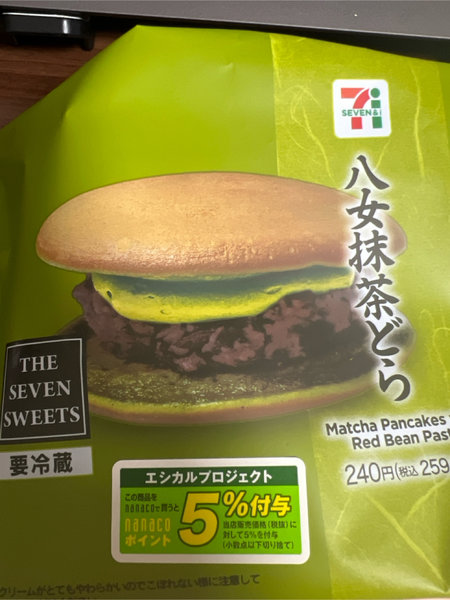 SEVEN&i
八女抹茶どら
THE
SEVEN
SWEETS
要冷蔵
Matcha Pancakes
Red Bean Past
240円(税込 259
エシカルプロジェクト
この商品を
nanacoで買うと
nanaco
ポイント
5%付与
当店販売価格(税抜)に
対して5%を付与
(小数点以下切り捨て)
クリームがとてもやわらかいのでこぼれない様に注意して